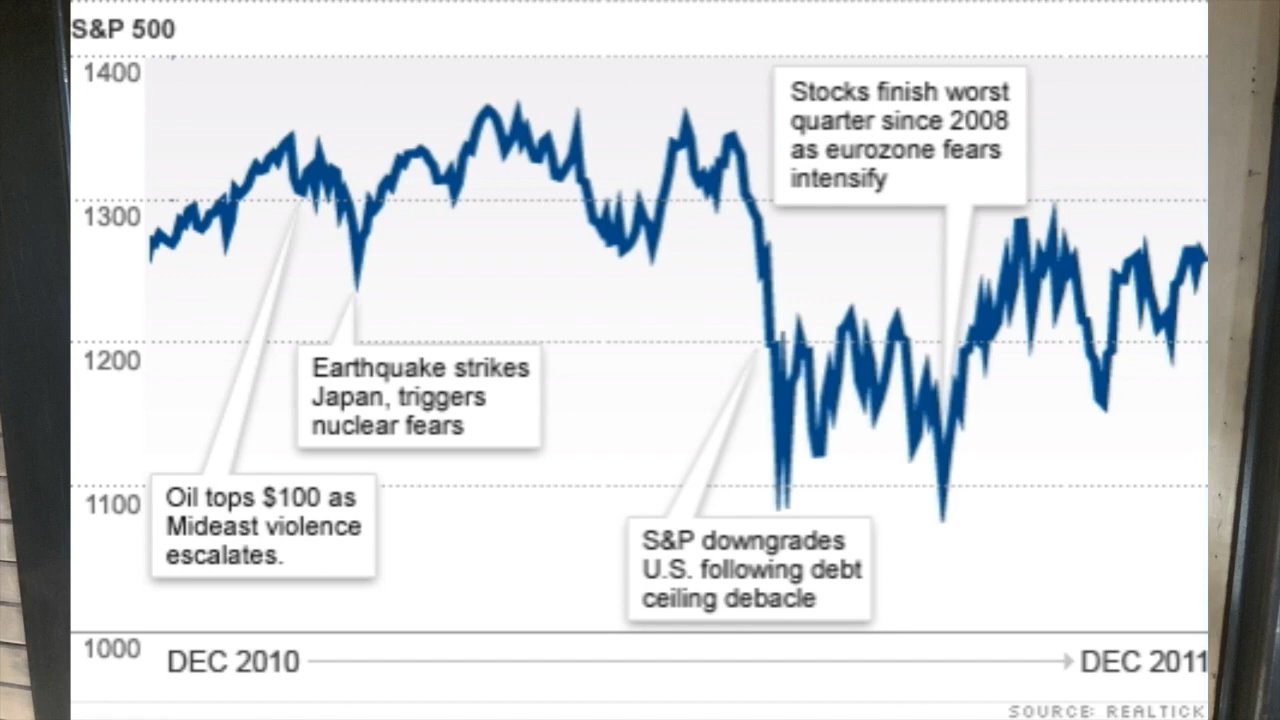 S&P 500
1400
Stocks finish worst
quarter since 2008
as eurozone fears
intensify
1300
1200
Earthquake strikes
Japan, triggers
nuclear fears
1100
Oil tops $100 as
Mideast violence
escalates.
S&P downgrades
U.S. following debt
ceiling debacle
1000
DEC 2010
DEC 2011
SOURCE: REALTICK